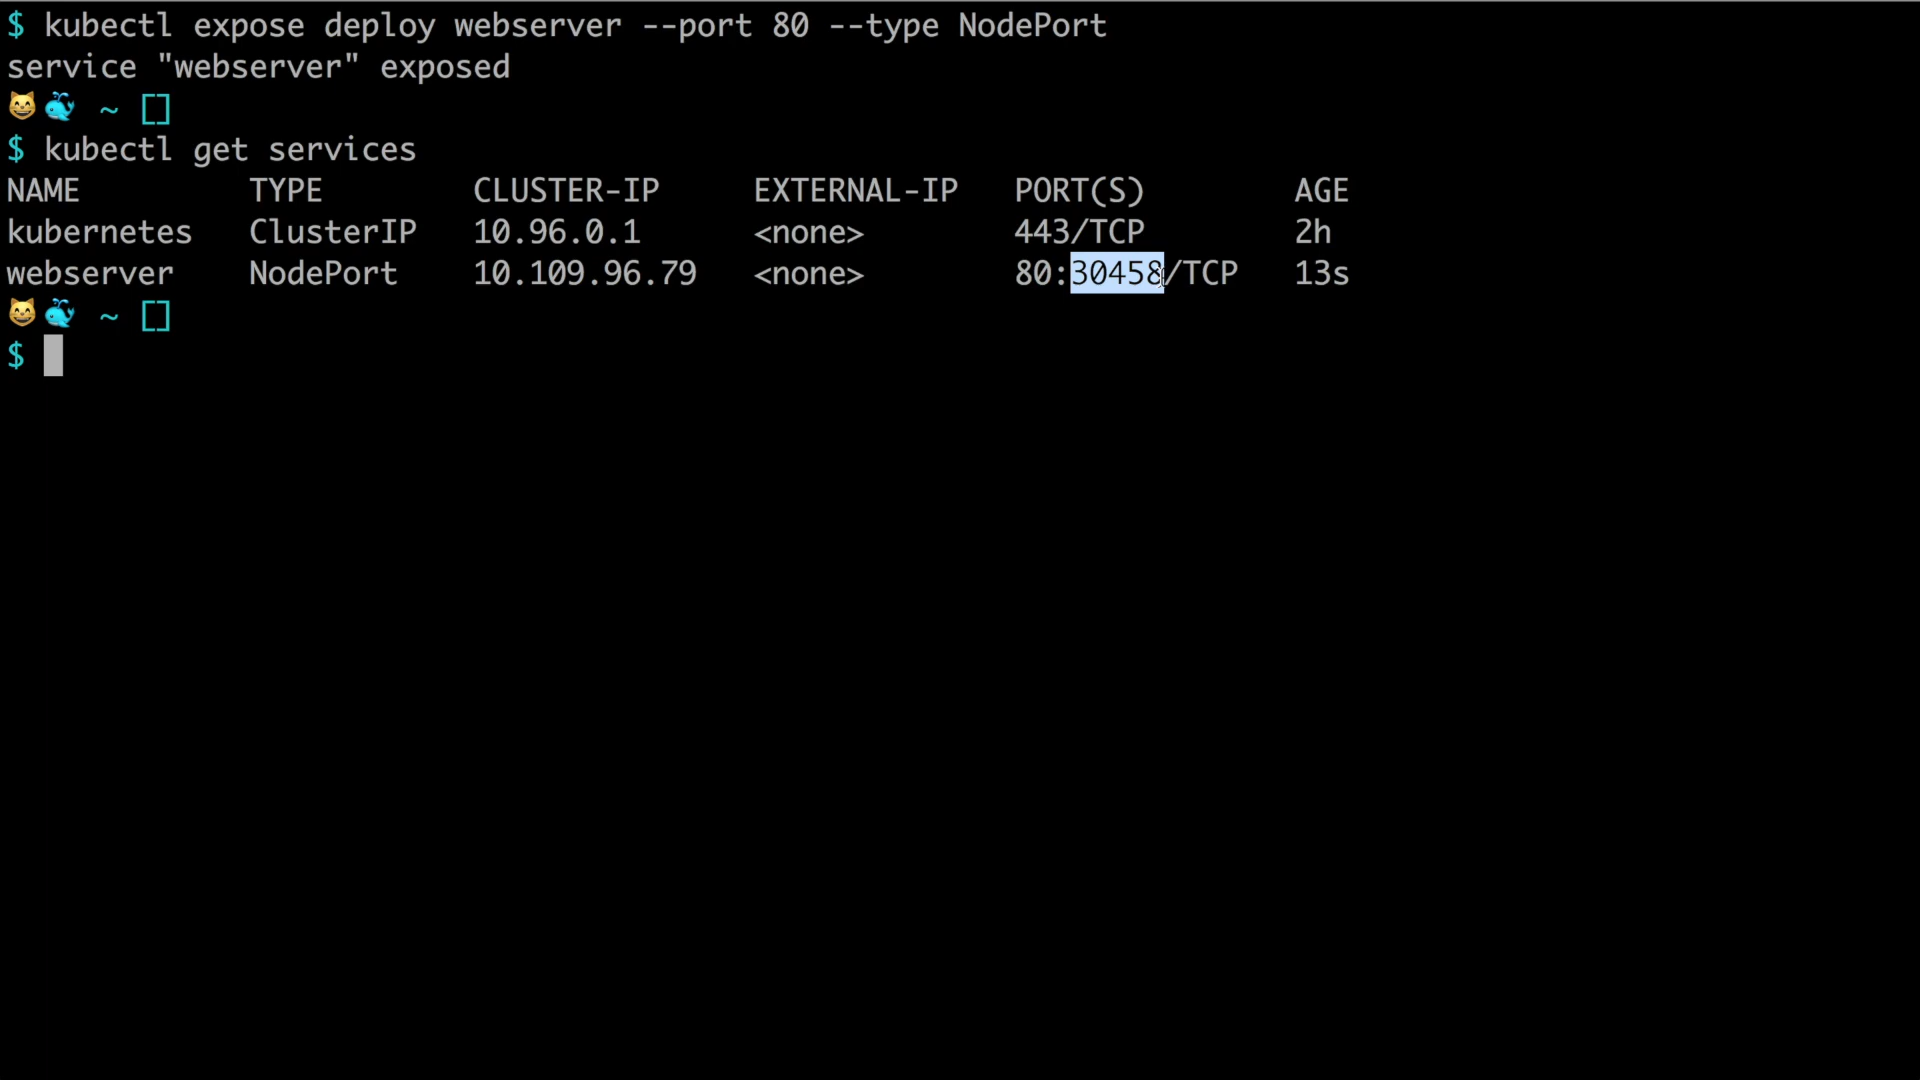 $ kubectl expose deploy webserver --port 80 --type NodePort
service "webserver" exposed
😸🐳 ~ []
$ kubectl get services
NAME TYPE CLUSTER-IP EXTERNAL-IP PORT(S) AGE
kubernetes ClusterIP 10.96.0.1 <none> 443/TCP 2h
webserver NodePort 10.109.96.79 <none> 80:30458/TCP 13s
😸🐳 ~ []
$